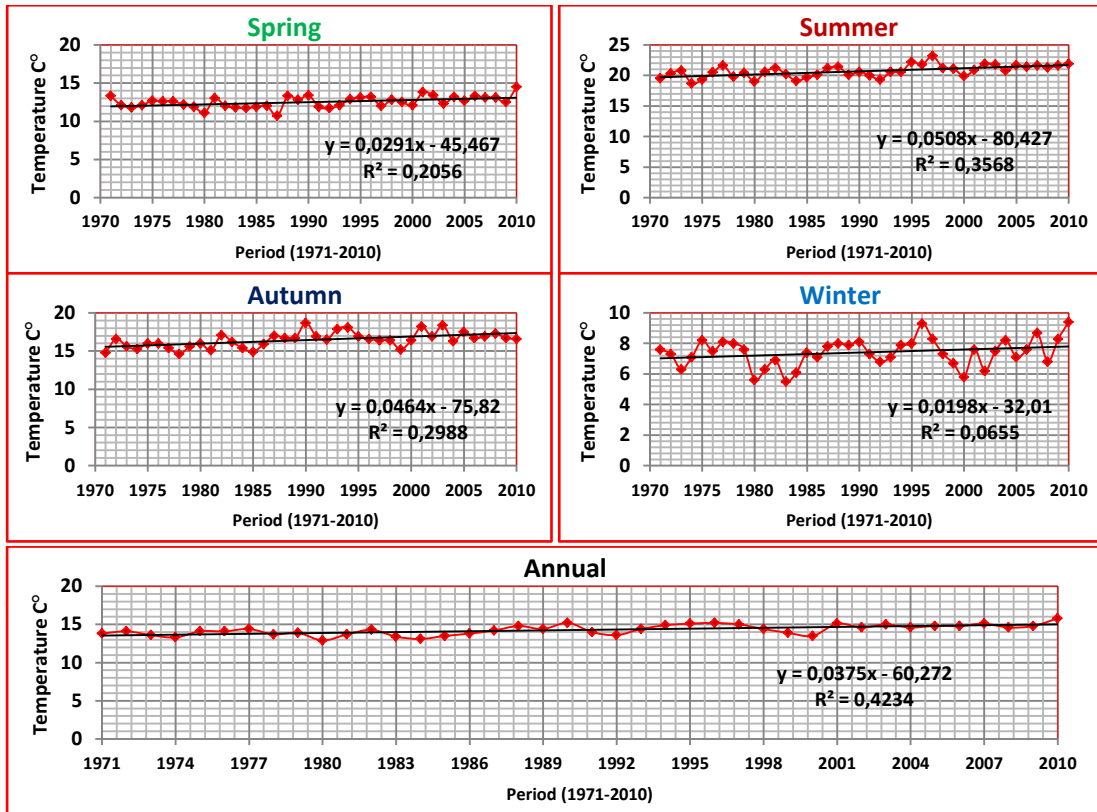 Spring
Temperature C°
20
15
10
5
0
y = 0,0291x - 45,467
R² = 0,2056
1970 1975 1980 1985 1990 1995 2000 2005 2010
Period (1971-2010)
Summer
Temperature C°
25
20
15
10
5
0
y = 0,0508x - 80,427
R² = 0,3568
1970 1975 1980 1985 1990 1995 2000 2005 2010
Period (1971-2010)
Autumn
Temperature C°
20
15
10
5
0
y = 0,0464x - 75,82
R² = 0,2988
1970 1975 1980 1985 1990 1995 2000 2005 2010
Period (1971-2010)
Winter
Temperature C°
10
8
6
4
2
0
y = 0,0198x - 32,01
R² = 0,0655
1970 1975 1980 1985 1990 1995 2000 2005 2010
Period (1971-2010)
Annual
Temperature C°
20
15
10
5
0
y = 0,0375x - 60,272
R² = 0,4234
1971 1974 1977 1980 1983 1986 1989 1992 1995 1998 2001 2004 2007 2010
Period (1971-2010)